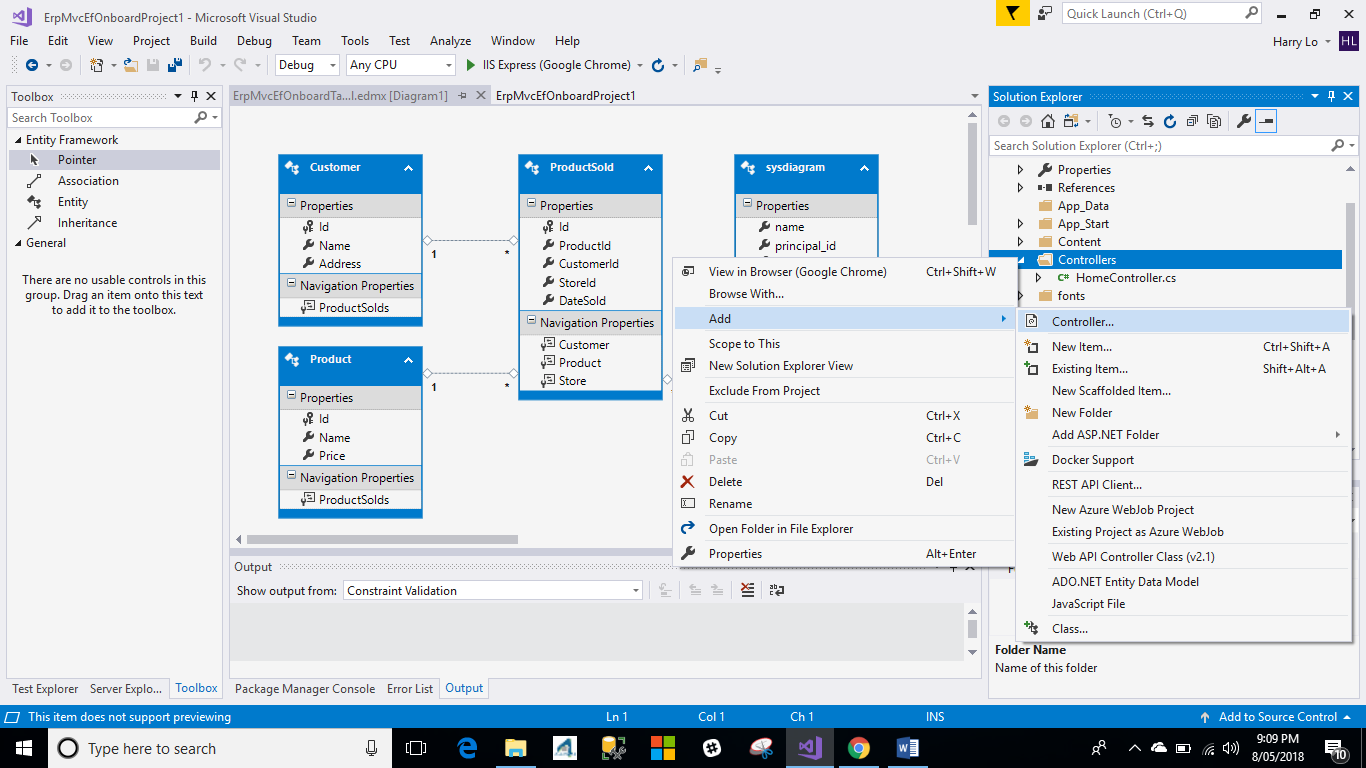 ErpMvcEfOnboardProject1 - Microsoft Visual Studio
Quick Launch (Ctrl+Q)
File Edit View Project Build Debug Team Tools Test Analyze Window Help
Harry Lo
HL
Debug
Any CPU
IIS Express (Google Chrome)
Toolbox
Search Toolbox
Entity Framework
Pointer
Association
Entity
Inheritance
General
There are no usable controls in this
group. Drag an item onto this text
to add it to the toolbox.
Test Explorer Server Explo... Toolbox
ErpMvcEfOnboardTa...l.edmx [Diagram1]
ErpMvcEfOnboardProject1
Customer
Properties
Id
Name
Address
Navigation Properties
ProductSolds
1
*
Product
Properties
Id
Name
Price
Navigation Properties
ProductSolds
1
*
ProductSold
Properties
Id
ProductId
CustomerId
StoreId
DateSold
Navigation Properties
Customer
Product
Store
sysdiagram
Properties
name
principal_id
Output
Show output from: Constraint Validation
Package Manager Console Error List Output
Solution Explorer
Search Solution Explorer (Ctrl+;)
Properties
References
App_Data
App_Start
Content
Controllers
C# HomeController.cs
fonts
View in Browser (Google Chrome) Ctrl+Shift+W
Browse With...
Add
Scope to This
New Solution Explorer View
Exclude From Project
Cut Ctrl+X
Copy Ctrl+C
Paste Ctrl+V
Delete Del
Rename
Open Folder in File Explorer
Properties Alt+Enter
Controller...
New Item... Ctrl+Shift+A
Existing Item... Shift+Alt+A
New Scaffolded Item...
New Folder
Add ASP.NET Folder
Docker Support
REST API Client...
New Azure WebJob Project
Existing Project as Azure WebJob
Web API Controller Class (v2.1)
ADO.NET Entity Data Model
JavaScript File
Class...
Folder Name
Name of this folder
This item does not support previewing
Ln 1
Col 1
Ch 1
INS
Add to Source Control
Type here to search
9:09 PM
8/05/2018
10